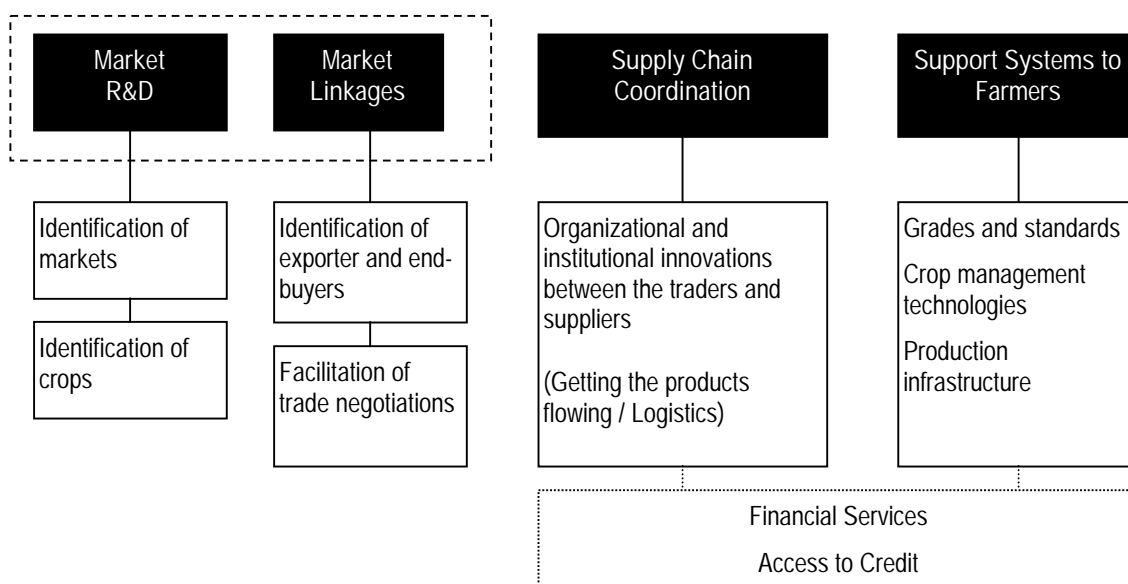 Market
R&D
Market
Linkages
Supply Chain
Coordination
Support Systems to
Farmers
Identification of
markets
Identification of
crops
Identification of
exporter and end-
buyers
Facilitation of
trade negotiations
Organizational and
institutional innovations
between the traders and
suppliers
(Getting the products
flowing / Logistics)
Grades and standards
Crop management
technologies
Production
infrastructure
Financial Services
Access to Credit